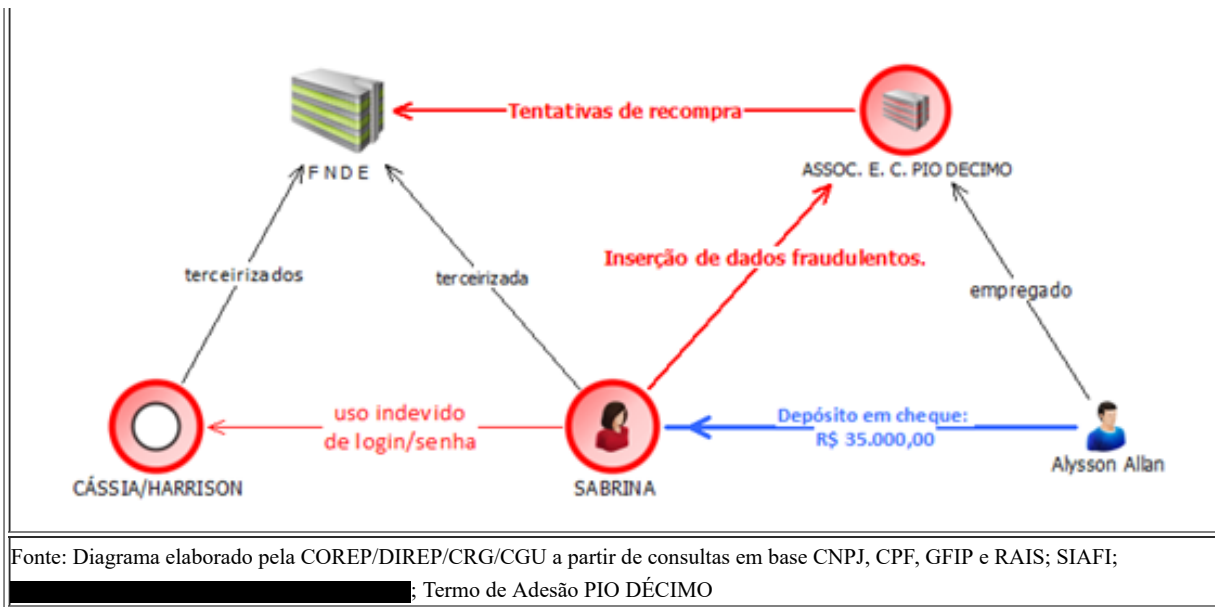 Tentativas de recompra
F N D E
ASSOC. E. C. PIO DECIMO
Inserção de dados fraudulentos.
terceirizados
terceirizada
empregado
uso indevido
de login/senha
Depósito em cheque:
R$ 35.000,00
CÁSSIA/HARRISON
SABRINA
Alysson Allan
Fonte: Diagrama elaborado pela COREP/DIREP/CRG/CGU a partir de consultas em base CNPJ, CPF, GFIP e RAIS; SIAFI;
; Termo de Adesão PIO DÉCIMO